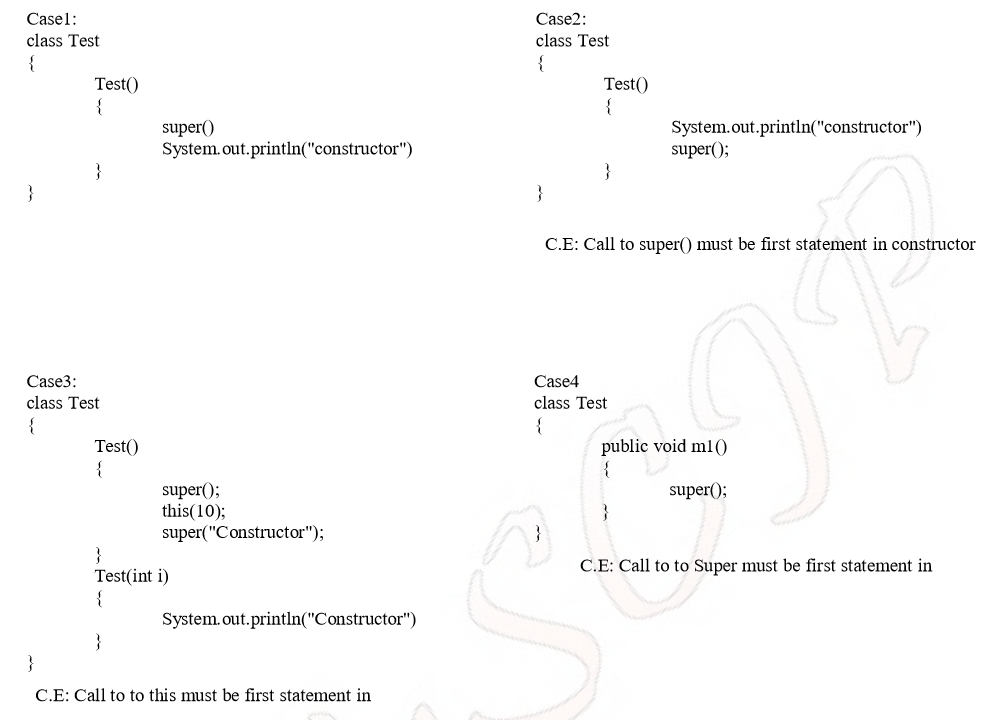 Case1:
class Test
{
Test()
{
super()
System.out.println("constructor")
}
}
Case2:
class Test
{
Test()
{
System.out.println("constructor")
super();
}
}
C.E: Call to super() must be first statement in constructor
Case3:
class Test
{
Test()
{
super();
this(10);
super("Constructor");
}
Test(int i)
{
System.out.println("Constructor")
}
}
C.E: Call to to this must be first statement in
Case4
class Test
{
public void m1()
{
super();
}
}
C.E: Call to to Super must be first statement in